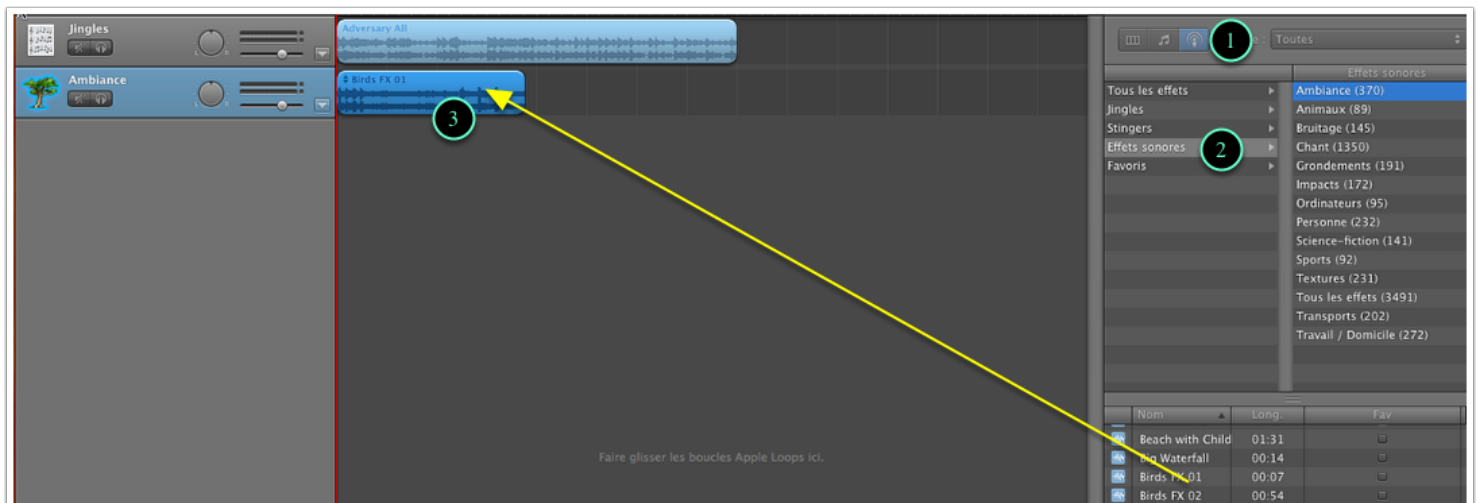 Jingles
Adversary All
Ambiance
Birds FX 01
L R
L R
Faire glisser les boucles Apple Loops ici.
1
: Toutes
Effets sonores
Tous les effets
Jingles
Stingers
Effets sonores
Favoris
2
3
Ambiance (370)
Animaux (89)
Bruitage (145)
Chant (1350)
Grondements (191)
Impacts (172)
Ordinateurs (95)
Personne (232)
Science-fiction (141)
Sports (92)
Textures (231)
Tous les effets (3491)
Transports (202)
Travail / Domicile (272)
Nom Long. Fav
Beach with Child 01:31
Big Waterfall 00:14
Birds FX 01 00:07
Birds FX 02 00:54